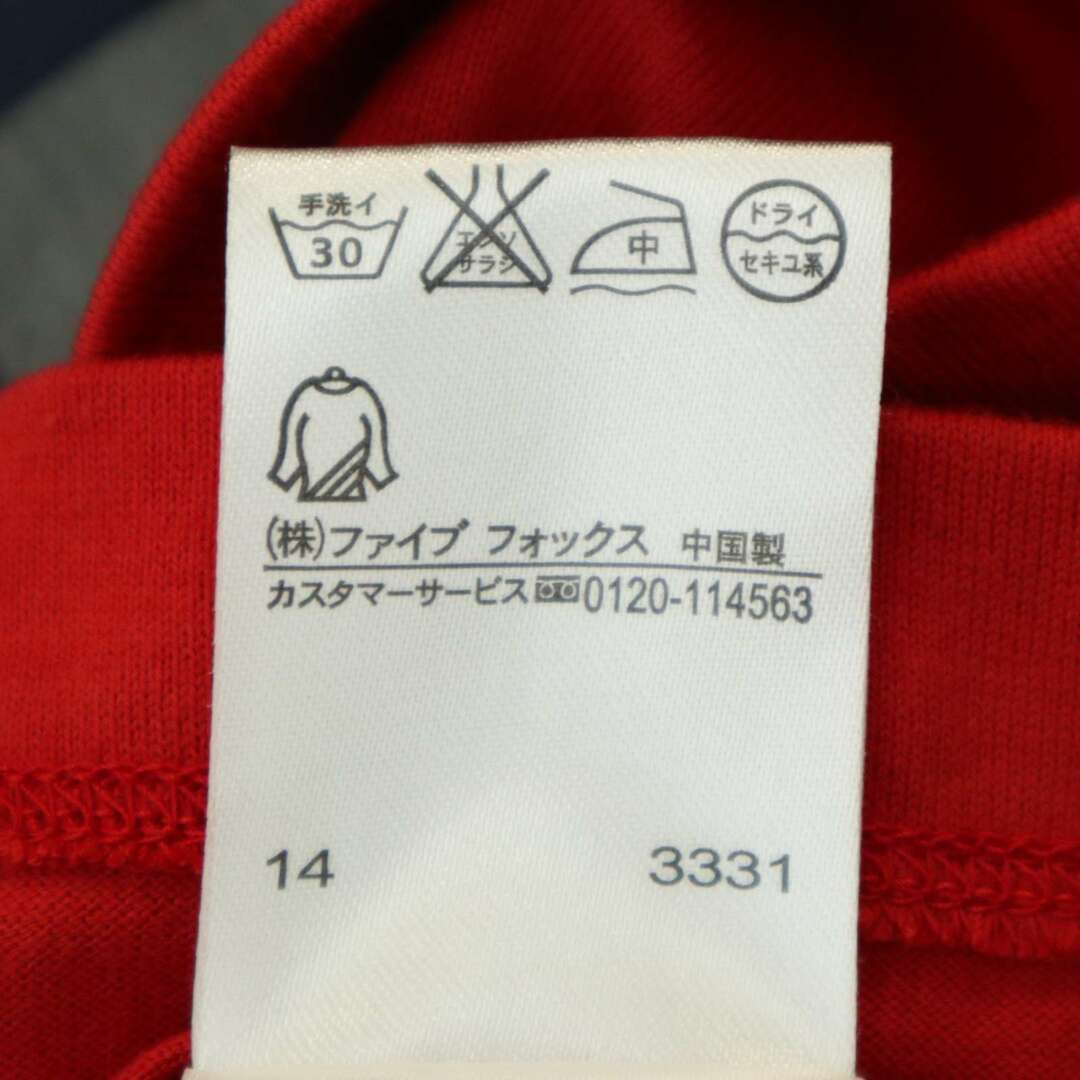 手洗イ
30
エンソ
サラシ
中
ドライ
セキユ系
(株)ファイブ フォックス 中国製
カスタマーサービス 0120-114563
14 3331